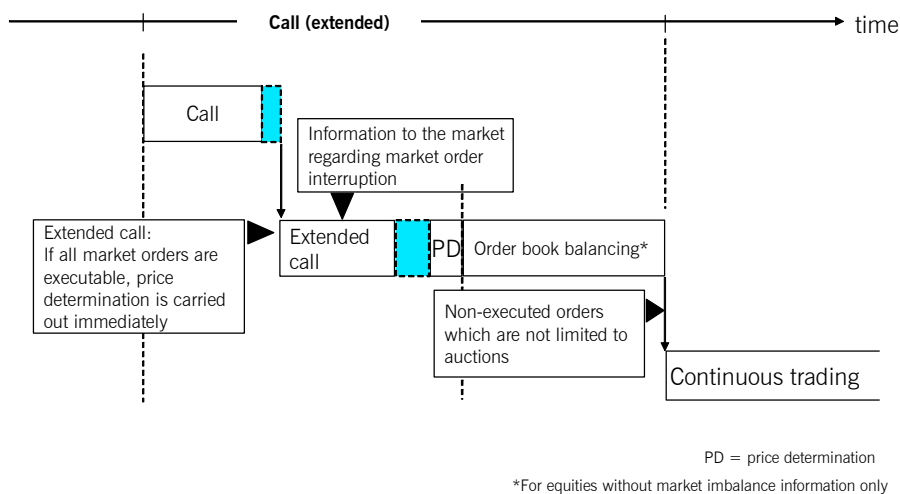 Call (extended)
time
Call
Information to the market
regarding market order
interruption
Extended call:
If all market orders are
executable, price
determination is carried
out immediately
Extended
call
PD
Order book balancing*
Non-executed orders
which are not limited to
auctions
Continuous trading
PD = price determination
*For equities without market imbalance information only